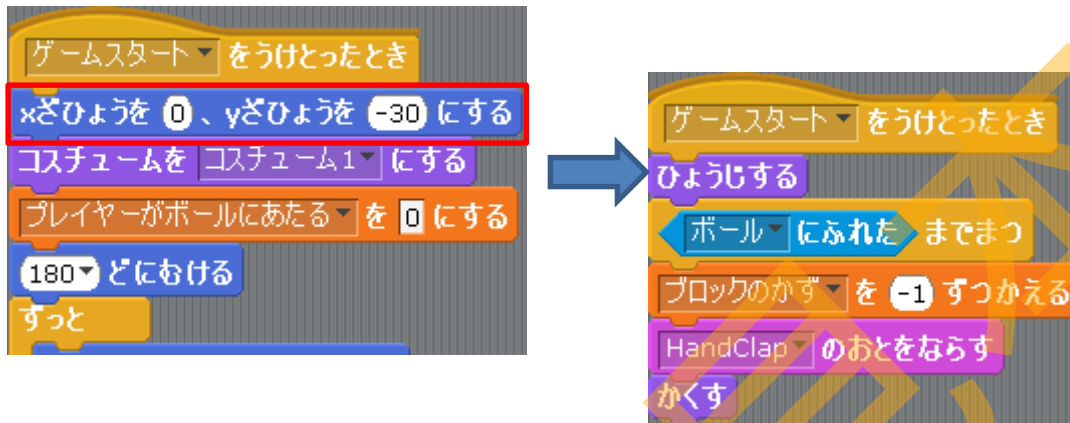 ゲームスタート をうけとったとき
xざひょうを 0 、yざひょうを -30 にする
コスチュームを コスチューム1 にする
プレイヤーがボールにあたる を 0 にする
180 どにむける
ずっと
ゲームスタート をうけとったとき
ひょうじする
ボール にふれた までまつ
ブロックのかず を -1 ずつかえる
HandClap のおとをならす
かくす